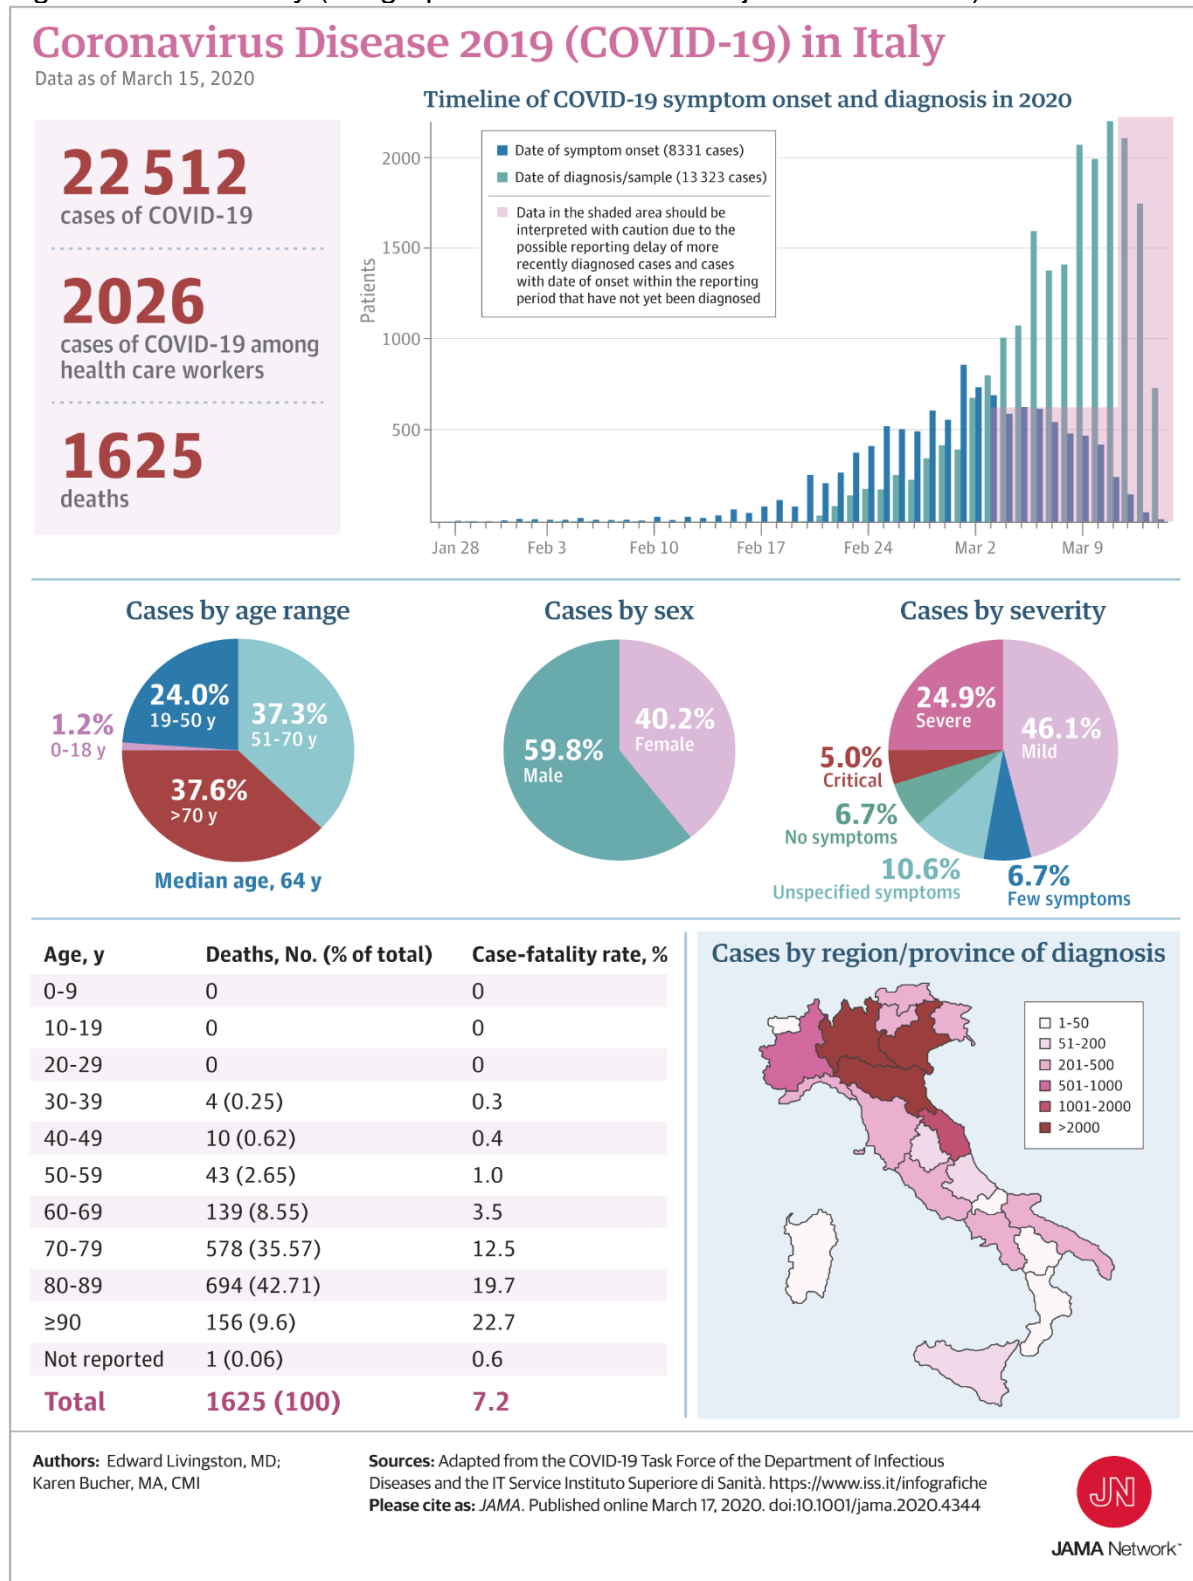 Coronavirus Disease 2019 (COVID-19) in Italy
Data as of March 15, 2020
22 512
cases of COVID-19
2026
cases of COVID-19 among
health care workers
1625
deaths
Timeline of COVID-19 symptom onset and diagnosis in 2020
Date of symptom onset (8331 cases)
Date of diagnosis/sample (13 323 cases)
Data in the shaded area should be
interpreted with caution due to the
possible reporting delay of more
recently diagnosed cases and cases
with date of onset within the reporting
period that have not yet been diagnosed
Patients
2000
1500
1000
500
Jan 28 Feb 3 Feb 10 Feb 17 Feb 24 Mar 2 Mar 9
Cases by age range
24.0%
19-50 y
37.3%
51-70 y
1.2%
0-18 y
37.6%
>70 y
Median age, 64 y
Cases by sex
40.2%
Female
59.8%
Male
Cases by severity
24.9%
Severe
46.1%
Mild
5.0%
Critical
6.7%
No symptoms
10.6%
Unspecified symptoms
6.7%
Few symptoms
Age, y Deaths, No. (% of total) Case-fatality rate, %
0-9 0 0
10-19 0 0
20-29 0 0
30-39 4 (0.25) 0.3
40-49 10 (0.62) 0.4
50-59 43 (2.65) 1.0
60-69 139 (8.55) 3.5
70-79 578 (35.57) 12.5
80-89 694 (42.71) 19.7
≥90 156 (9.6) 22.7
Not reported 1 (0.06) 0.6
Total 1625 (100) 7.2
Cases by region/province of diagnosis
1-50
51-200
201-500
501-1000
1001-2000
>2000
Authors: Edward Livingston, MD;
Karen Bucher, MA, CMI
Sources: Adapted from the COVID-19 Task Force of the Department of Infectious
Diseases and the IT Service Instituto Superiore di Sanità. https://www.iss.it/infografiche
Please cite as: JAMA. Published online March 17, 2020. doi:10.1001/jama.2020.4344
JN
JAMA Network™